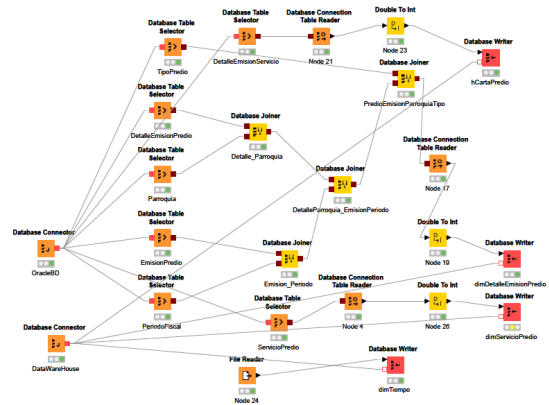 Database Table
Selector
TipoPredio
Database Table
Selector
DetalleEmisionServicio
Database Connection
Table Reader
Node 21
Double To Int
Node 23
Database Writer
hCartaPredio
Database Joiner
PredioEmisionParroquiaTipo
Database Table
Selector
DetalleEmisionPredio
Database Joiner
Detalle_Parroquia
Database Table
Selector
Parroquia
Database Joiner
DetalleParroquia_EmisionPeriodo
Database Connection
Table Reader
Node 17
Database Connector
OracleBD
Database Table
Selector
EmisionPredio
Database Joiner
Emision_Periodo
Double To Int
Node 19
Database Writer
dimDetalleEmisionPredio
Database Table
Selector
PeriodoFiscal
Database Table
Selector
ServicioPredio
Database Connection
Table Reader
Node 4
Double To Int
Node 26
Database Writer
dimServicioPredio
Database Connector
DataWareHouse
File Reader
Node 24
Database Writer
dimTiempo